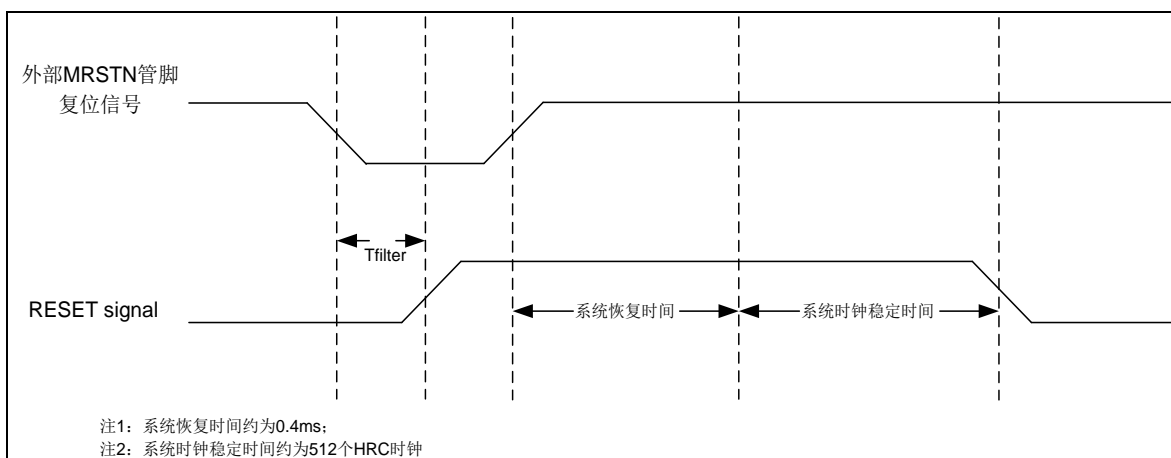 外部MRSTN管脚
复位信号
Tfilter
RESET signal
系统恢复时间
系统时钟稳定时间
注1：系统恢复时间约为0.4ms；
注2：系统时钟稳定时间约为512个HRC时钟